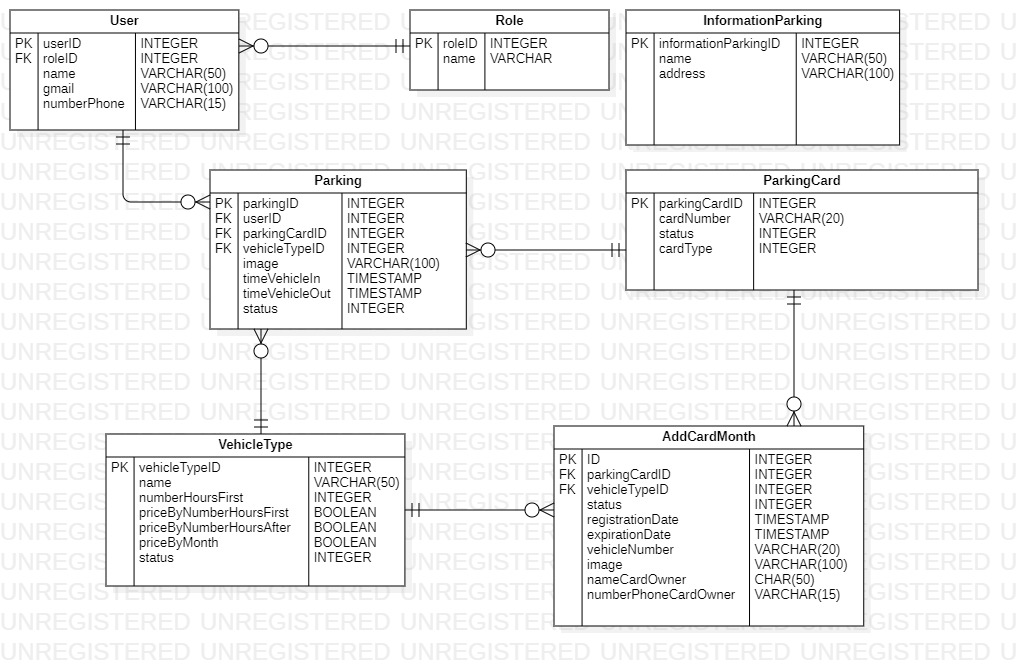 User
PK userID INTEGER
FK roleID INTEGER
name VARCHAR(50)
gmail VARCHAR(100)
numberPhone VARCHAR(15)
Role
PK roleID INTEGER
name VARCHAR
InformationParking
PK informationParkingID INTEGER
name VARCHAR(50)
address VARCHAR(100)
Parking
PK parkingID INTEGER
FK userID INTEGER
FK parkingCardID INTEGER
FK vehicleTypeID INTEGER
image VARCHAR(100)
timeVehicleIn TIMESTAMP
timeVehicleOut TIMESTAMP
status INTEGER
ParkingCard
PK parkingCardID INTEGER
cardNumber VARCHAR(20)
status INTEGER
cardType INTEGER
VehicleType
PK vehicleTypeID INTEGER
name VARCHAR(50)
numberHoursFirst INTEGER
priceByNumberHoursFirst BOOLEAN
priceByNumberHoursAfter BOOLEAN
priceByMonth BOOLEAN
status INTEGER
AddCardMonth
PK ID INTEGER
FK parkingCardID INTEGER
FK vehicleTypeID INTEGER
status INTEGER
registrationDate TIMESTAMP
expirationDate TIMESTAMP
vehicleNumber VARCHAR(20)
image VARCHAR(100)
nameCardOwner CHAR(50)
numberPhoneCardOwner VARCHAR(15)
UNREGISTERED